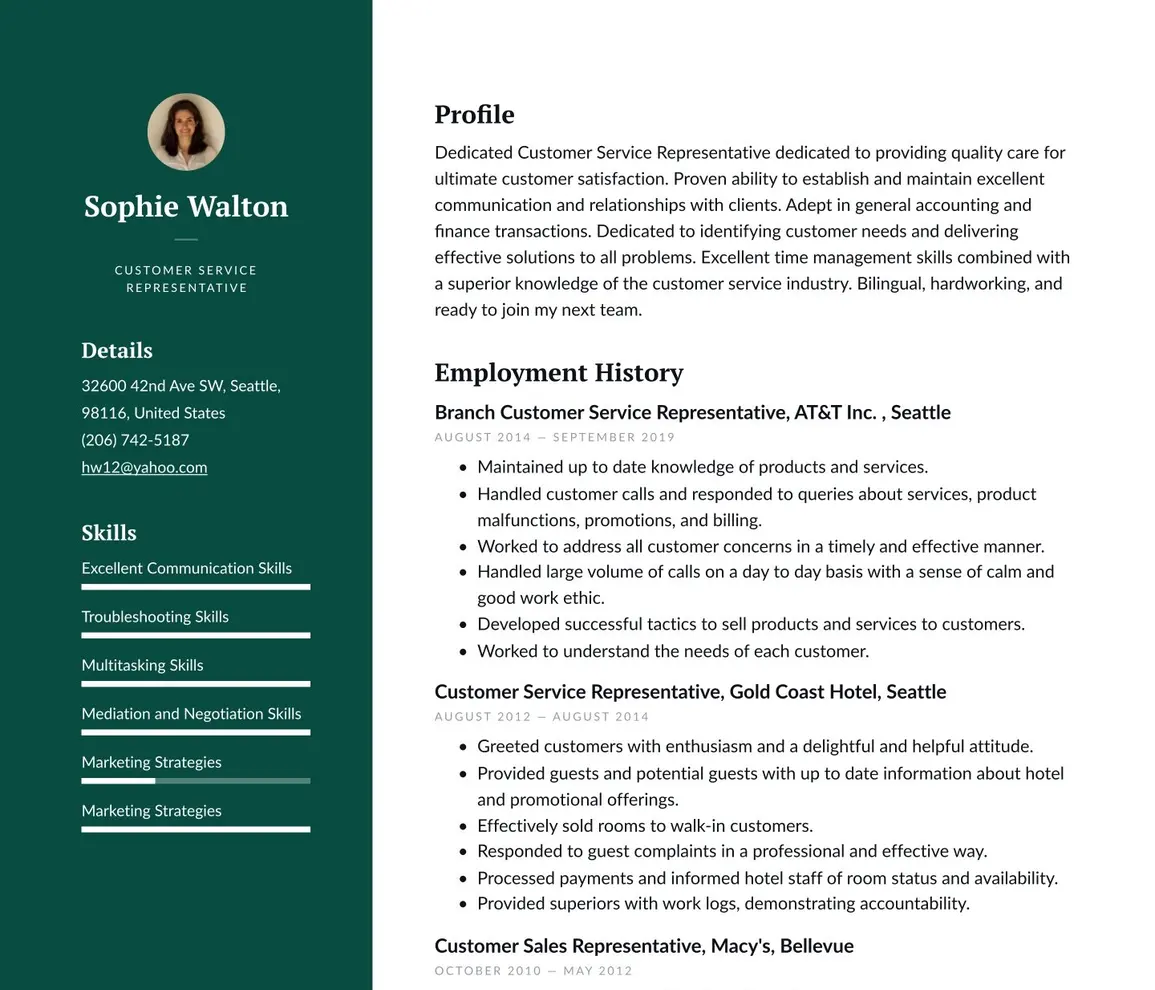 Sophie Walton
CUSTOMER SERVICE
REPRESENTATIVE
Details
32600 42nd Ave SW, Seattle,
98116, United States
(206) 742-5187
hw12@yahoo.com
Skills
Excellent Communication Skills
Troubleshooting Skills
Multitasking Skills
Mediation and Negotiation Skills
Marketing Strategies
Marketing Strategies
Profile
Dedicated Customer Service Representative dedicated to providing quality care for
ultimate customer satisfaction. Proven ability to establish and maintain excellent
communication and relationships with clients. Adept in general accounting and
finance transactions. Dedicated to identifying customer needs and delivering
effective solutions to all problems. Excellent time management skills combined with
a superior knowledge of the customer service industry. Bilingual, hardworking, and
ready to join my next team.
Employment History
Branch Customer Service Representative, AT&T Inc. , Seattle
AUGUST 2014 — SEPTEMBER 2019
• Maintained up to date knowledge of products and services.
• Handled customer calls and responded to queries about services, product
malfunctions, promotions, and billing.
• Worked to address all customer concerns in a timely and effective manner.
• Handled large volume of calls on a day to day basis with a sense of calm and
good work ethic.
• Developed successful tactics to sell products and services to customers.
• Worked to understand the needs of each customer.
Customer Service Representative, Gold Coast Hotel, Seattle
AUGUST 2012 — AUGUST 2014
• Greeted customers with enthusiasm and a delightful and helpful attitude.
• Provided guests and potential guests with up to date information about hotel
and promotional offerings.
• Effectively sold rooms to walk-in customers.
• Responded to guest complaints in a professional and effective way.
• Processed payments and informed hotel staff of room status and availability.
• Provided superiors with work logs, demonstrating accountability.
Customer Sales Representative, Macy's, Bellevue
OCTOBER 2010 — MAY 2012